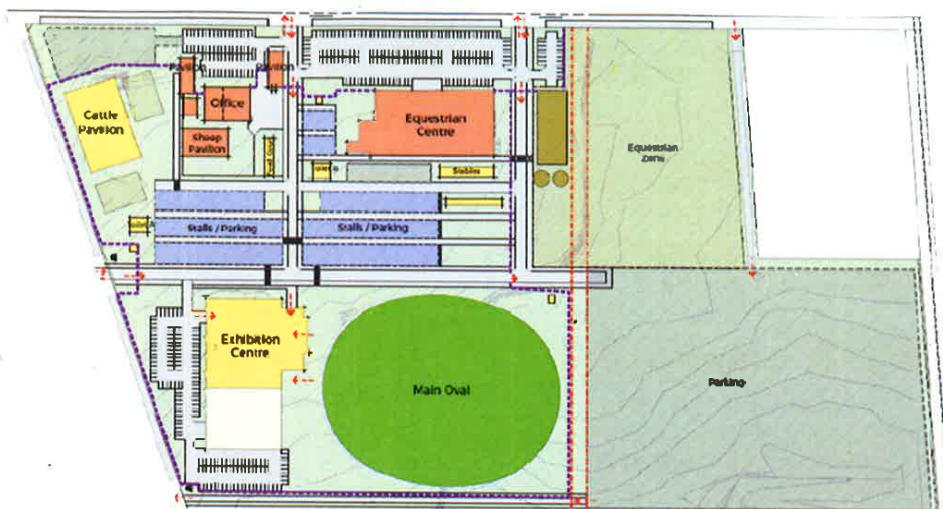 Pavilion
Pavilion
Office
Cattle
Pavilion
Sheep
Pavilion
Equestrian
Centre
Equestrian
Zone
Stables
Stalls / Parking
Stalls / Parking
Exhibition
Centre
Main Oval
Parking